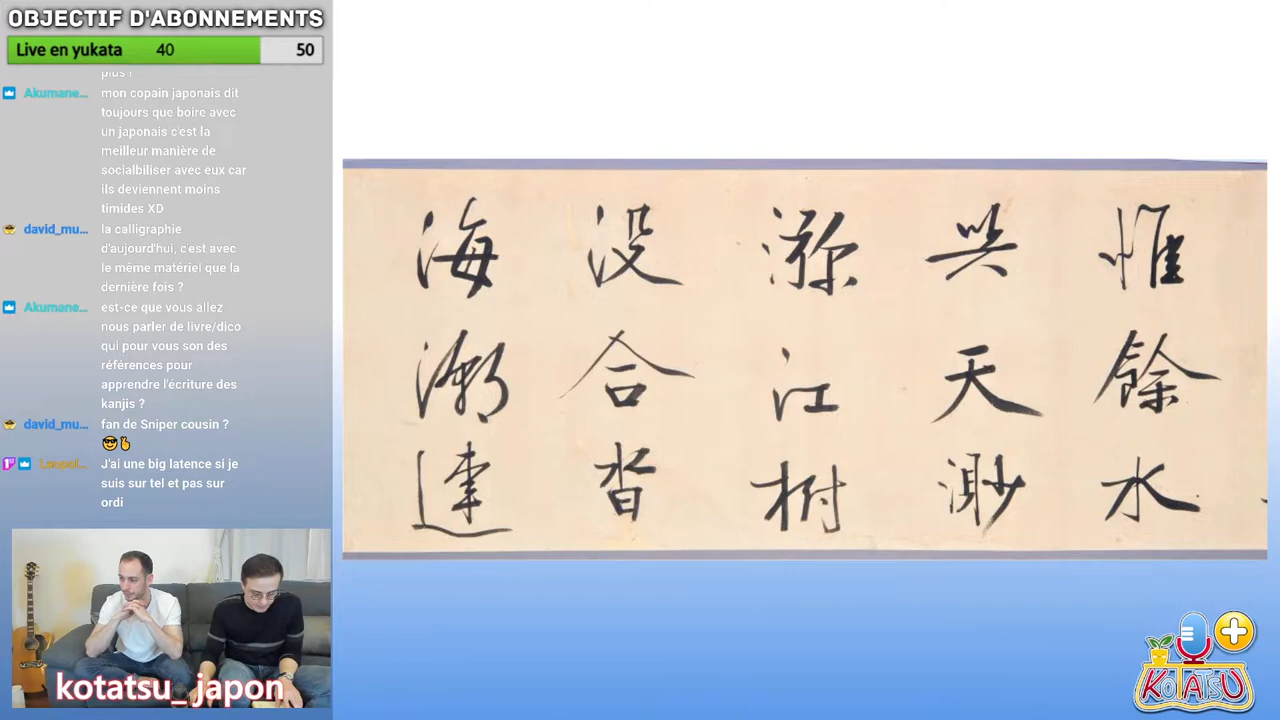 OBJECTIF D'ABONNEMENTS
Live en yukata 40 50
plus !
Akumane... mon copain japonais dit
toujours que boire avec
un japonais c'est la
meilleur manière de
socialbiliser avec eux car
ils deviennent moins
timides XD
david_mu... la calligraphie
d'aujourd'hui, c'est avec
le même matériel que la
dernière fois ?
Akumane... est-ce que vous allez
nous parler de livre/dico
qui pour vous son des
références pour
apprendre l'écriture des
kanjis ?
david_mu... fan de Sniper cousin ?
😎🫰
Laupol... J'ai une big latence si je
suis sur tel et pas sur
ordi
惟餘水
共天渺
瀰江樹
没合沓
海潮連
kotatsu_japon
KOTATSU